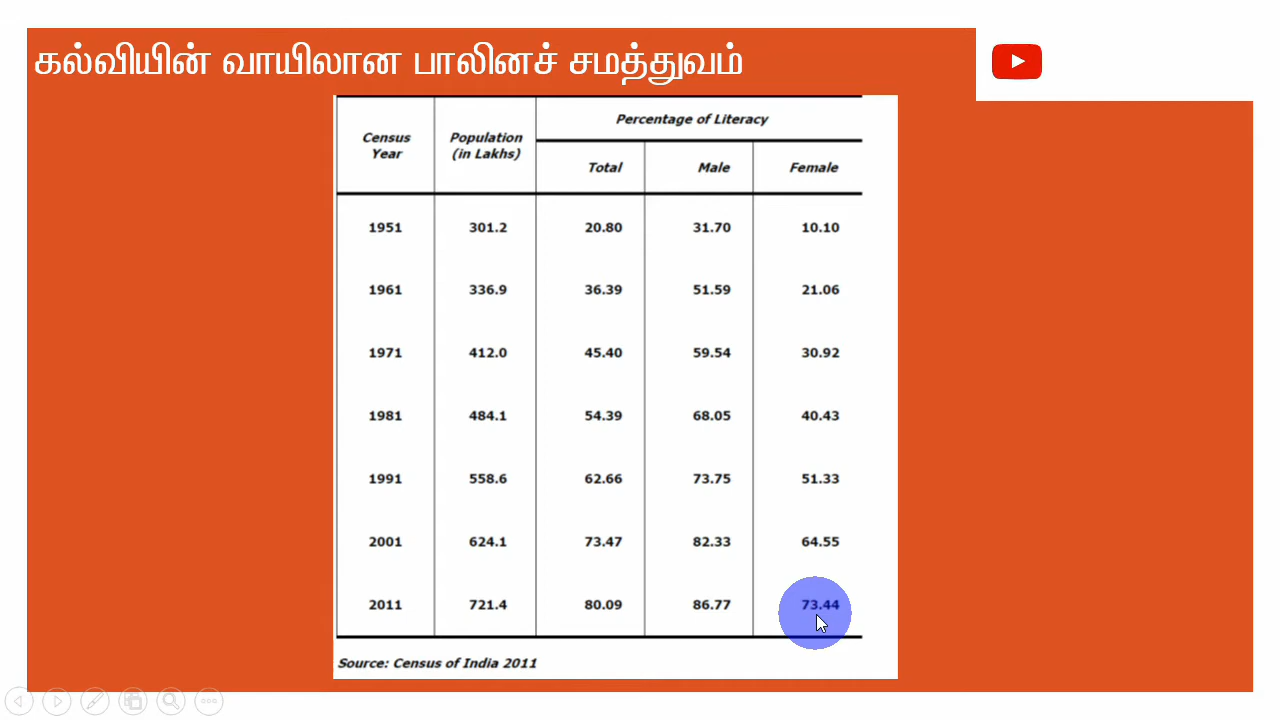 கல்வியின் வாயிலான பாலினச் சமத்துவம்
Census Year Population (in Lakhs) Percentage of Literacy
Total Male Female
1951 301.2 20.80 31.70 10.10
1961 336.9 36.39 51.59 21.06
1971 412.0 45.40 59.54 30.92
1981 484.1 54.39 68.05 40.43
1991 558.6 62.66 73.75 51.33
2001 624.1 73.47 82.33 64.55
2011 721.4 80.09 86.77 73.44
Source: Census of India 2011